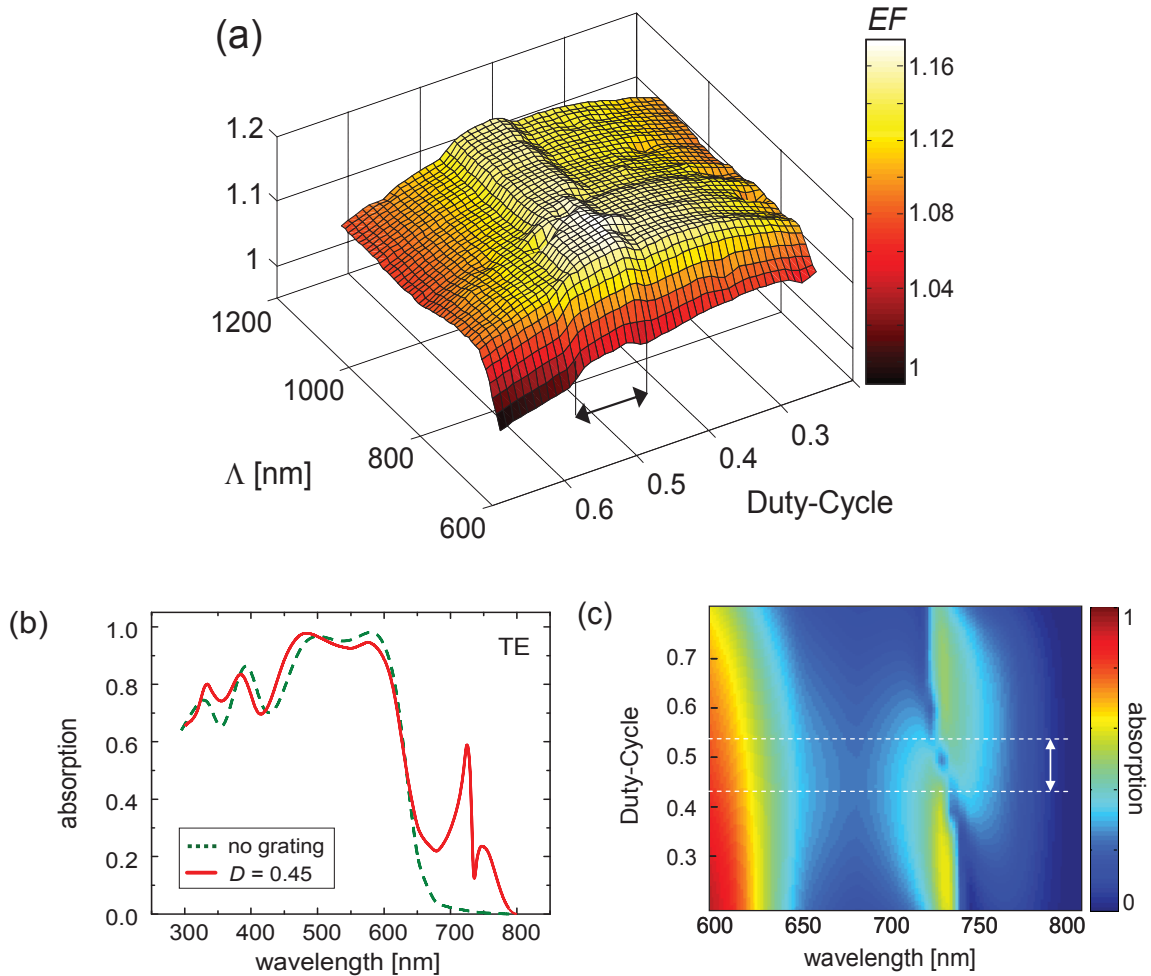 (a)
EF
1.2
1.1
1
1.16
1.12
1.08
1.04
1
1200
1000
800
600
Λ [nm]
0.6
0.5
0.4
0.3
Duty-Cycle
(b)
TE
1.0
0.8
0.6
0.4
0.2
0.0
absorption
no grating
D = 0.45
300 400 500 600 700 800
wavelength [nm]
(c)
0.7
0.6
0.5
0.4
0.3
Duty-Cycle
600 650 700 750 800
wavelength [nm]
1
0
absorption